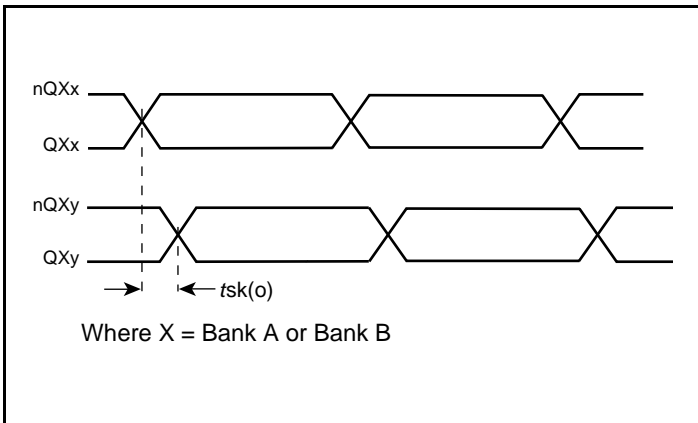 nQXx
QXx
nQXy
QXy
tsk(o)
Where X = Bank A or Bank B